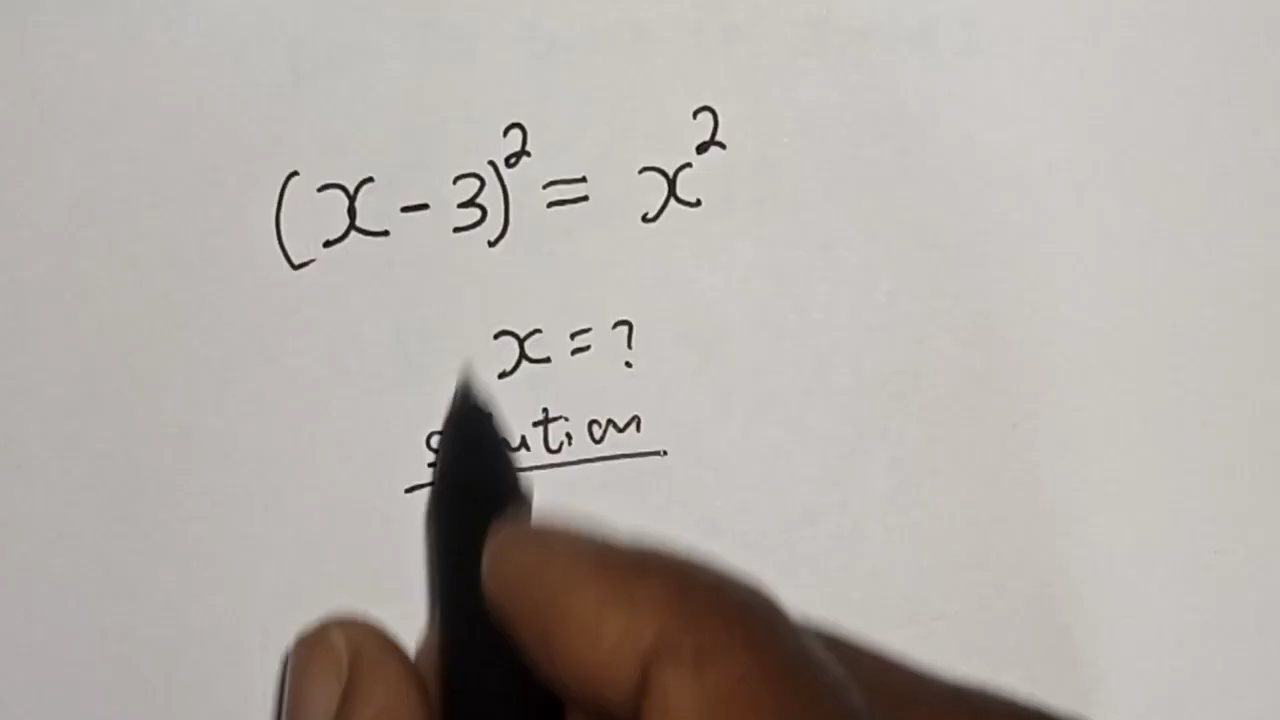 (x-3)² = x²
x = ?